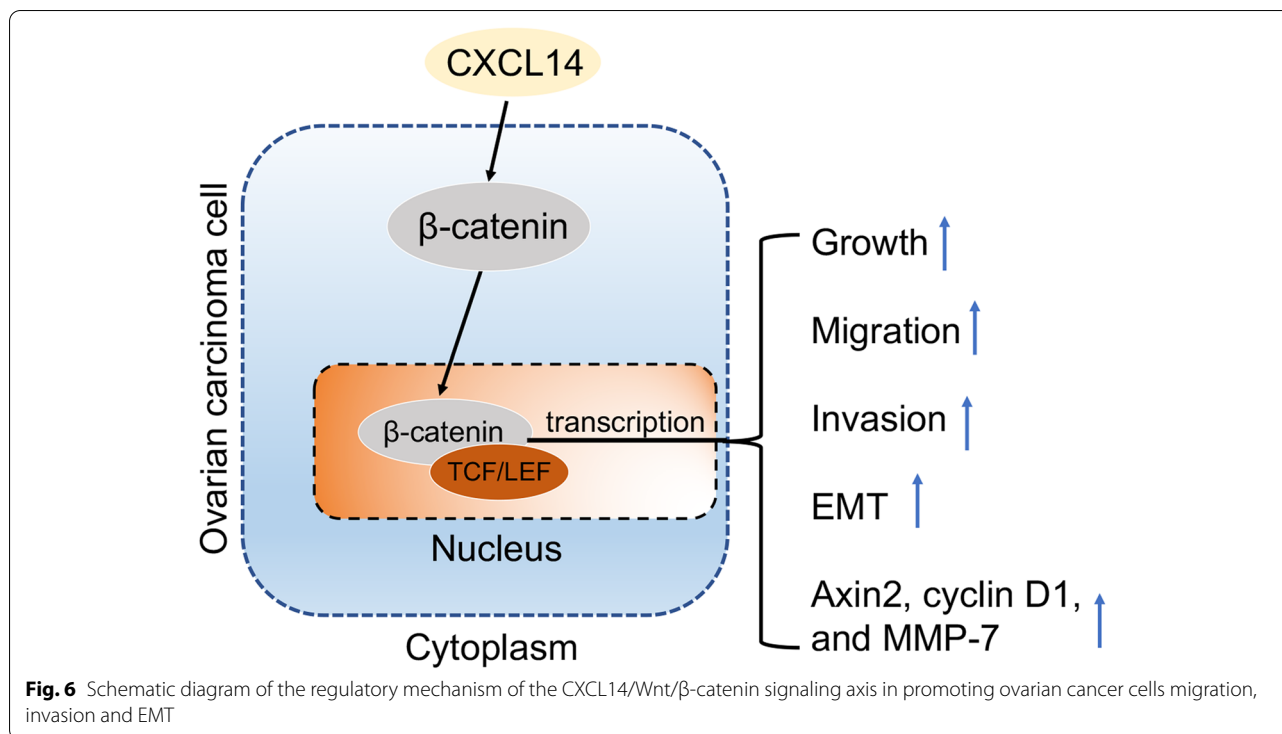 CXCL14
Ovarian carcinoma cell
β-catenin
β-catenin
TCF/LEF
transcription
Nucleus
Cytoplasm
Growth
Migration
Invasion
EMT
Axin2, cyclin D1,
and MMP-7
Fig. 6 Schematic diagram of the regulatory mechanism of the CXCL14/Wnt/β-catenin signaling axis in promoting ovarian cancer cells migration,
invasion and EMT